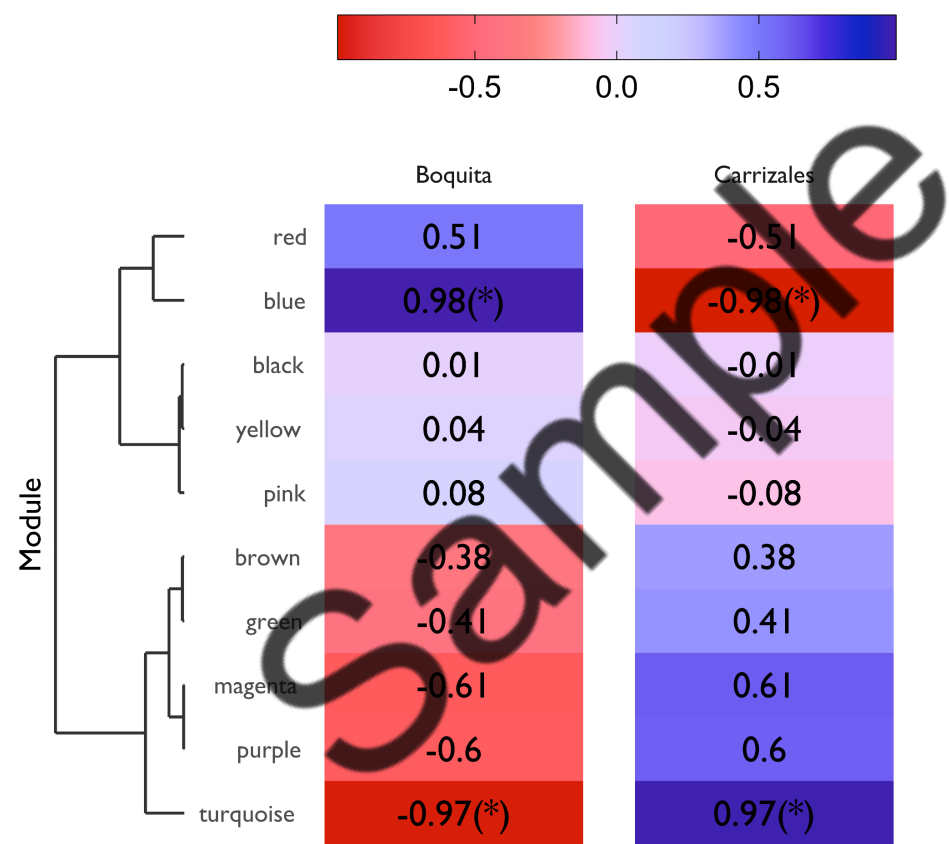 -0.5 0.0 0.5
Boquita Carrizales
red 0.51 -0.51
blue 0.98(*) -0.98(*)
black 0.01 -0.01
yellow 0.04 -0.04
pink 0.08 -0.08
Module
brown -0.38 0.38
green -0.41 0.41
magenta -0.61 0.61
purple -0.6 0.6
turquoise -0.97(*) 0.97(*)
Sample